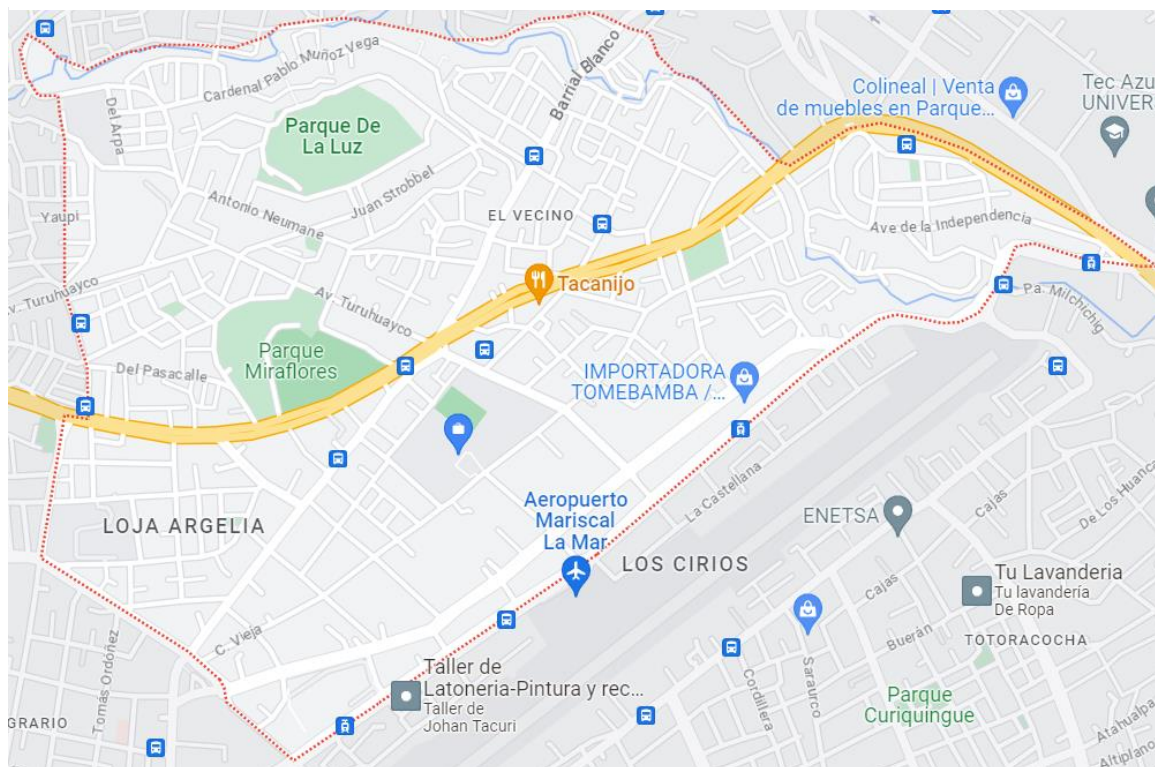 Cardenal Pablo Muñoz Vega
Barrial Blanco
Colineal | Venta
de muebles en Parque...
Tec Azu
UNIVER
Del Arpa
Parque De
La Luz
Juan Strobbel
Antonio Neumane
Yaupi
EL VECINO
Ave de la Independencia
Av. Turuhuayco
Tacanijo
Av. Turuhuayco
Pa. Milchichig
Parque
Miraflores
Del Pasacalle
IMPORTADORA
TOMEBAMBA /...
La Castellana
Aeropuerto
Mariscal
La Mar
LOJA ARGELIA
ENETSA
Cajas
De Los Huanca
LOS CIRIOS
Tu Lavanderia
Tu lavandería
De Ropa
Cajas
Buerán
TOTORACOCHA
C. Vieja
Tomás Ordóñez
Taller de
Latonería-Pintura y rec...
Taller de
Johan Tacuri
Cordillera
Saraurco
Parque
Curiquingue
GRARIO
Atahualpa
Altiplano